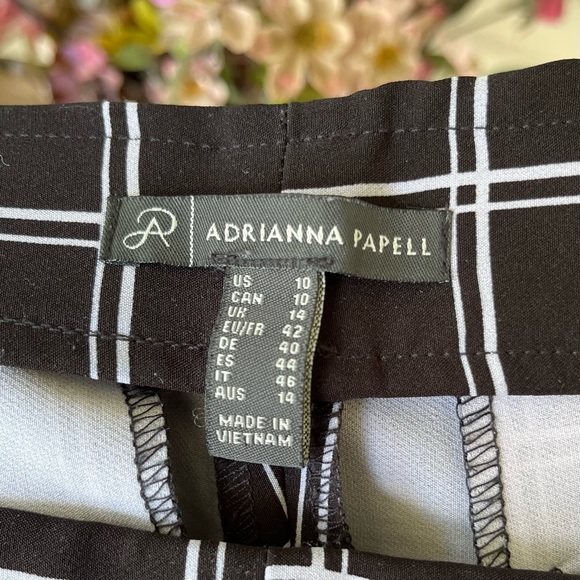 ADRIANNA PAPELL
US 10
CAN 10
UK 14
EU/FR 42
DE 40
ES 44
IT 46
AUS 14
MADE IN
VIETNAM